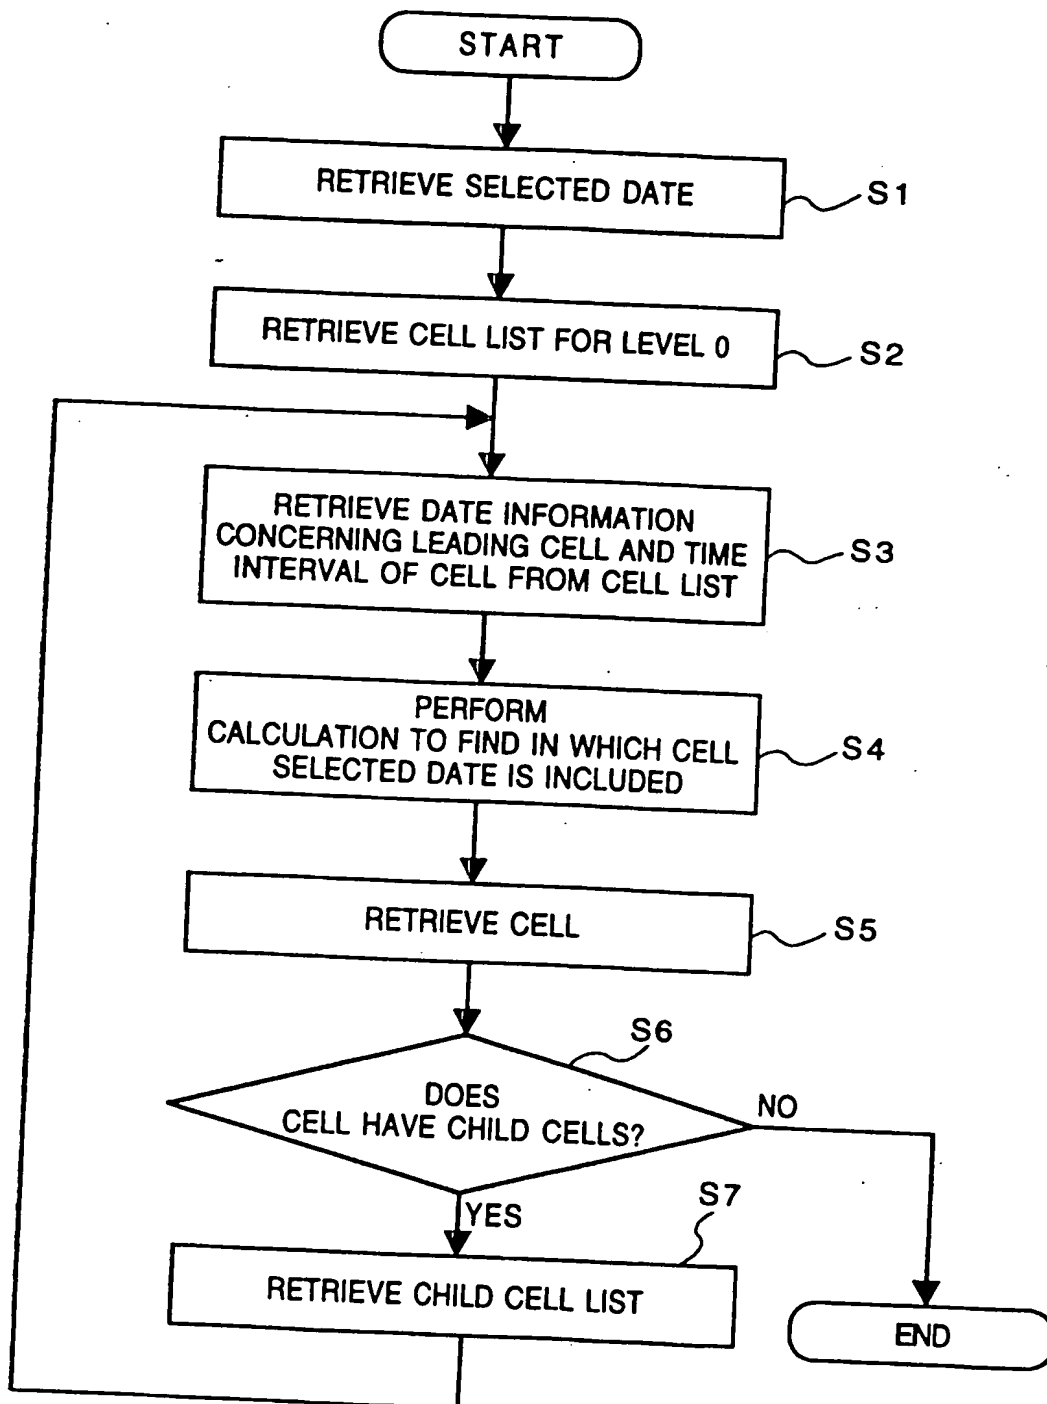 START
RETRIEVE SELECTED DATE
S1
RETRIEVE CELL LIST FOR LEVEL 0
S2
RETRIEVE DATE INFORMATION
CONCERNING LEADING CELL AND TIME
INTERVAL OF CELL FROM CELL LIST
S3
PERFORM
CALCULATION TO FIND IN WHICH CELL
SELECTED DATE IS INCLUDED
S4
RETRIEVE CELL
S5
S6
DOES
CELL HAVE CHILD CELLS?
NO
YES
S7
RETRIEVE CHILD CELL LIST
END